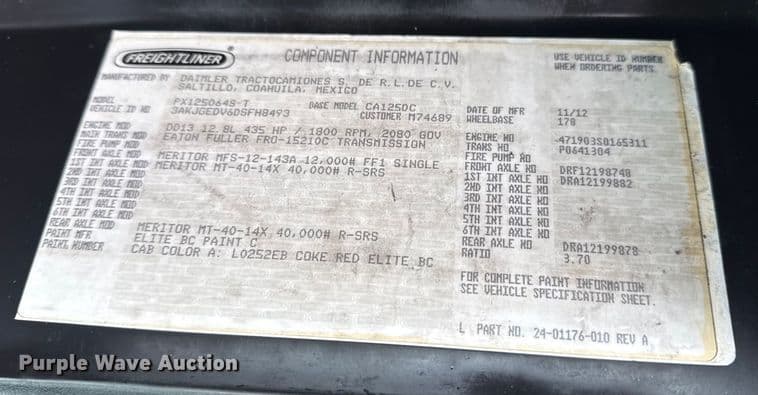 FREIGHTLINER
COMPONENT INFORMATION
USE VEHICLE ID NUMBER
WHEN ORDERING PARTS.
MANUFACTURED BY DAIMLER TRACTOCAMIONES S. DE R.L. DE C.V.
SALTILLO, COAHUILA, MEXICO
MODEL PX125064S-T BASE MODEL CA125DC DATE OF MFR 11/12
VEHICLE ID NO 3AKJGEDV6DSFH8493 CUSTOMER M74689 WHEELBASE 178
ENGINE MOD DD13 12.8L 435 HP / 1800 RPM, 2080 GOV ENGINE NO 471903S0165311
MAIN TRANS MOD EATON FULLER FRO-15210C TRANSMISSION TRANS NO P0641304
FIRE PUMP MOD FIRE PUMP NO
FRONT AXLE MOD MERITOR MFS-12-143A 12,000# FF1 SINGLE FRONT AXLE NO DRF12198748
1ST INT AXLE MOD MERITOR MT-40-14X 40,000# R-SRS 1ST INT AXLE NO DRA12199882
2ND INT AXLE MOD 2ND INT AXLE NO
3RD INT AXLE MOD 3RD INT AXLE NO
4TH INT AXLE MOD 4TH INT AXLE NO
5TH INT AXLE MOD 5TH INT AXLE NO
6TH INT AXLE MOD 6TH INT AXLE NO
REAR AXLE MOD MERITOR MT-40-14X 40,000# R-SRS REAR AXLE NO DRA12199878
PAINT MFR ELITE BC PAINT C RATIO 3.70
PAINT NUMBER CAB COLOR A: L0252EB COKE RED ELITE BC
FOR COMPLETE PAINT INFORMATION
SEE VEHICLE SPECIFICATION SHEET.
L PART NO. 24-01176-010 REV A
Purple Wave Auction